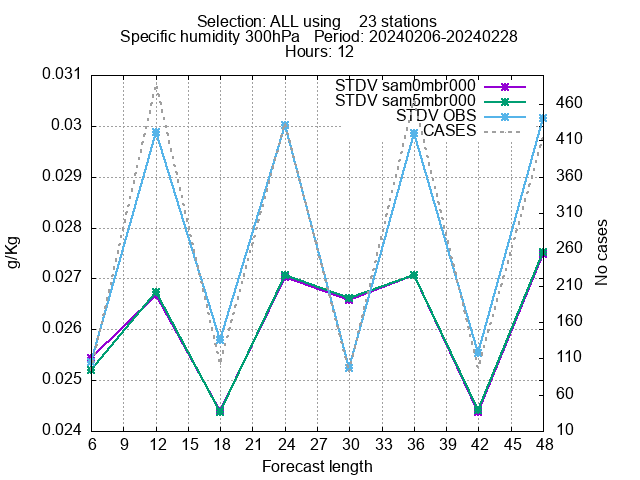 Selection: ALL using    23 stations
Specific humidity 300hPa   Period: 20240206-20240228
Hours: 12
STDV sam0mbr000
STDV sam5mbr000
STDV OBS
CASES
0.031
0.03
0.029
0.028
0.027
0.026
0.025
0.024
g/Kg
460
410
360
310
260
210
160
110
60
10
No cases
6 9 12 15 18 21 24 27 30 33 36 39 42 45 48
Forecast length